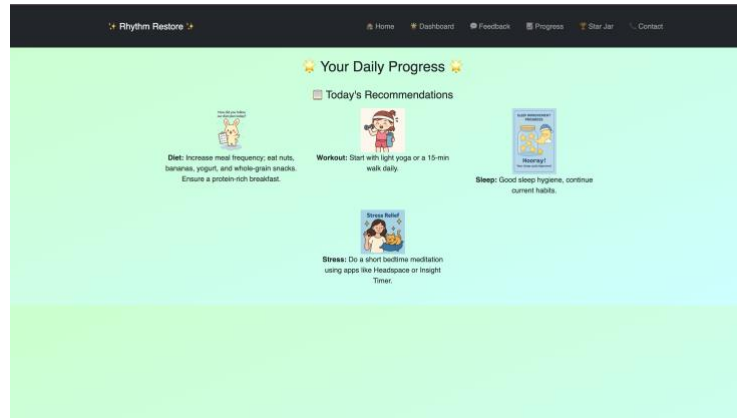 ✨ Rhythm Restore ✨
🏠 Home
🌟 Dashboard
💬 Feedback
Progress
🏆 Star Jar
📞 Contact
🌟 Your Daily Progress 🌟
📋 Today's Recommendations
Diet: Increase meal frequency; eat nuts,
bananas, yogurt, and whole-grain snacks.
Ensure a protein-rich breakfast.
Workout: Start with light yoga or a 15-min
walk daily.
SLEEP IMPROVEMENT
PROGRESS
Hooray!
Sleep: Good sleep hygiene, continue
current habits.
Stress Relief
Stress: Do a short bedtime meditation
using apps like Headspace or Insight
Timer.